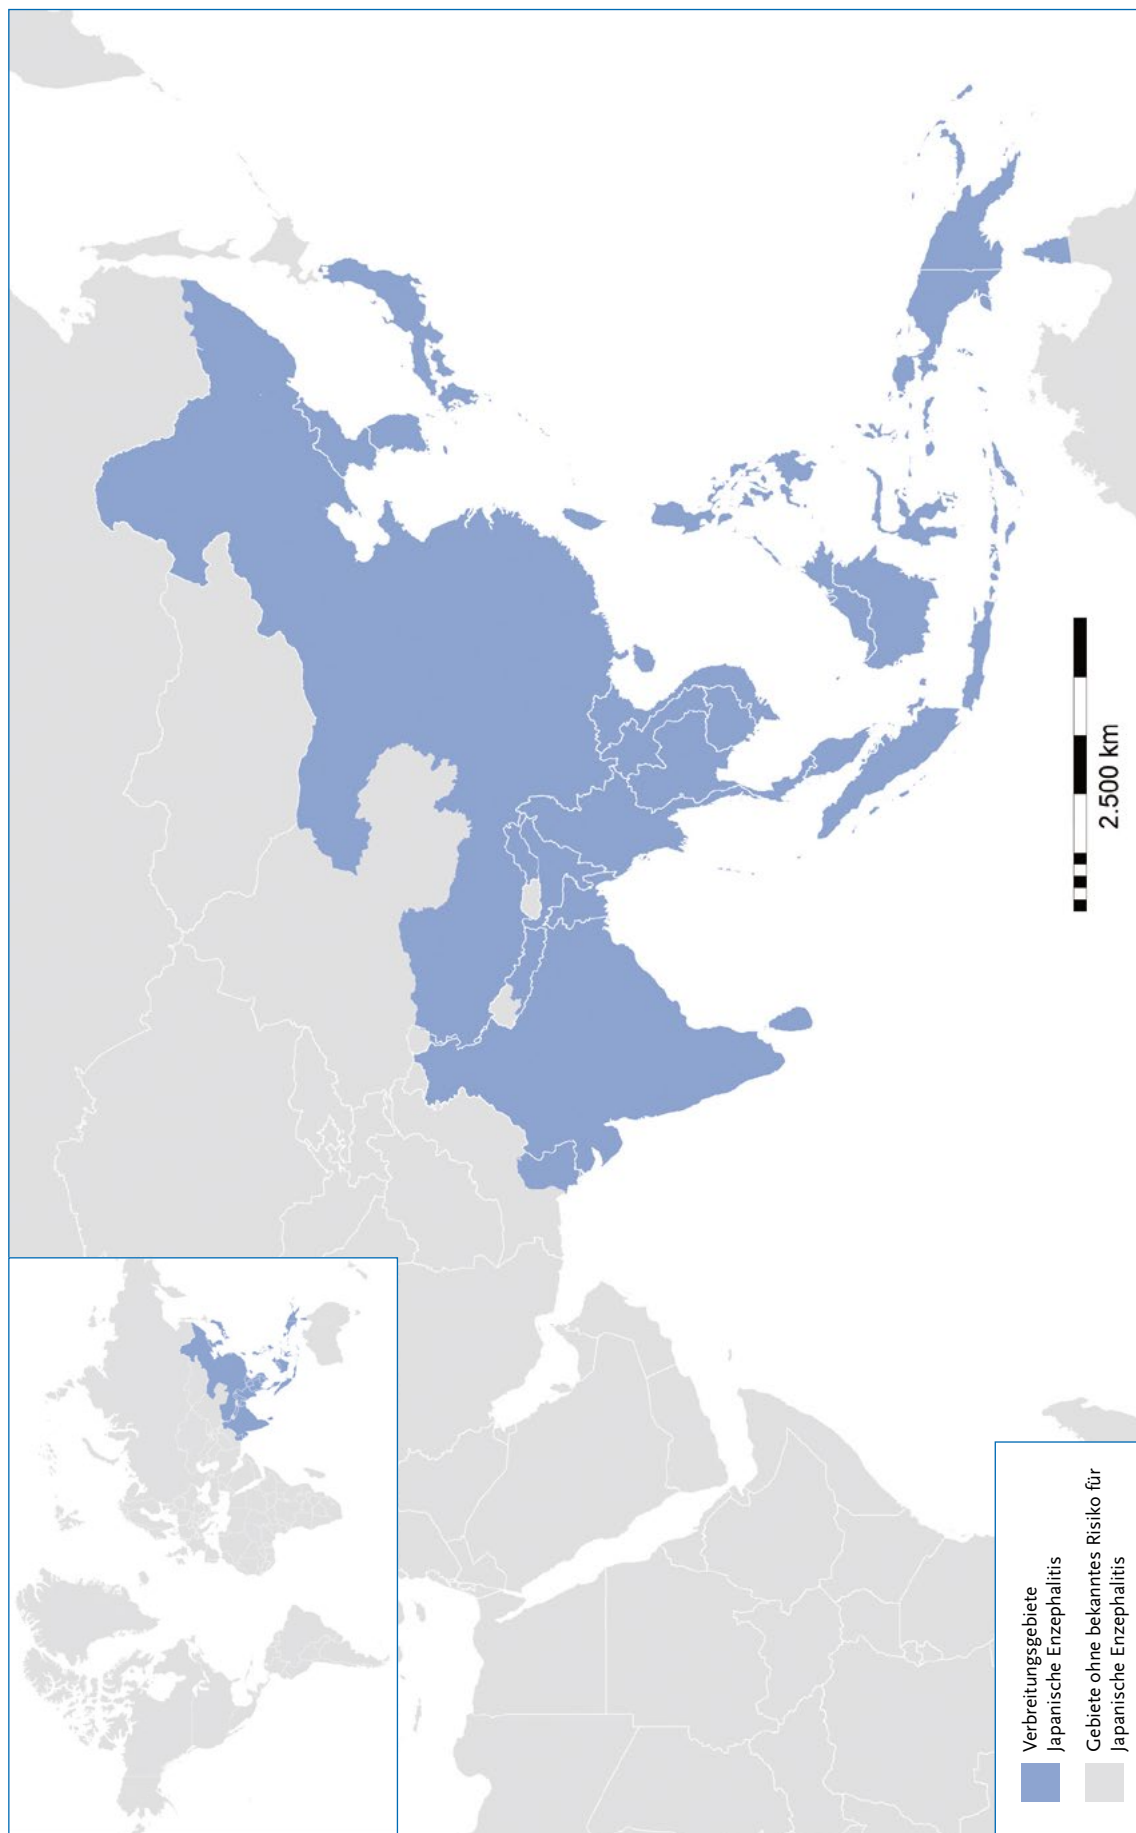 2.500 km
Verbreitungsgebiete
Japanische Enzephalitis
Gebiete ohne bekanntes Risiko für
Japanische Enzephalitis